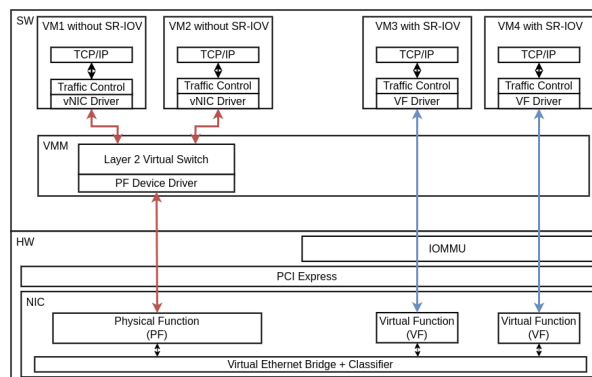 SW
VM1 without SR-IOV
VM2 without SR-IOV
VM3 with SR-IOV
VM4 with SR-IOV
TCP/IP
TCP/IP
TCP/IP
TCP/IP
Traffic Control
Traffic Control
Traffic Control
Traffic Control
vNIC Driver
vNIC Driver
VF Driver
VF Driver
VMM
Layer 2 Virtual Switch
PF Device Driver
HW
IOMMU
PCI Express
NIC
Physical Function
(PF)
Virtual Function
(VF)
Virtual Function
(VF)
Virtual Ethernet Bridge + Classifier